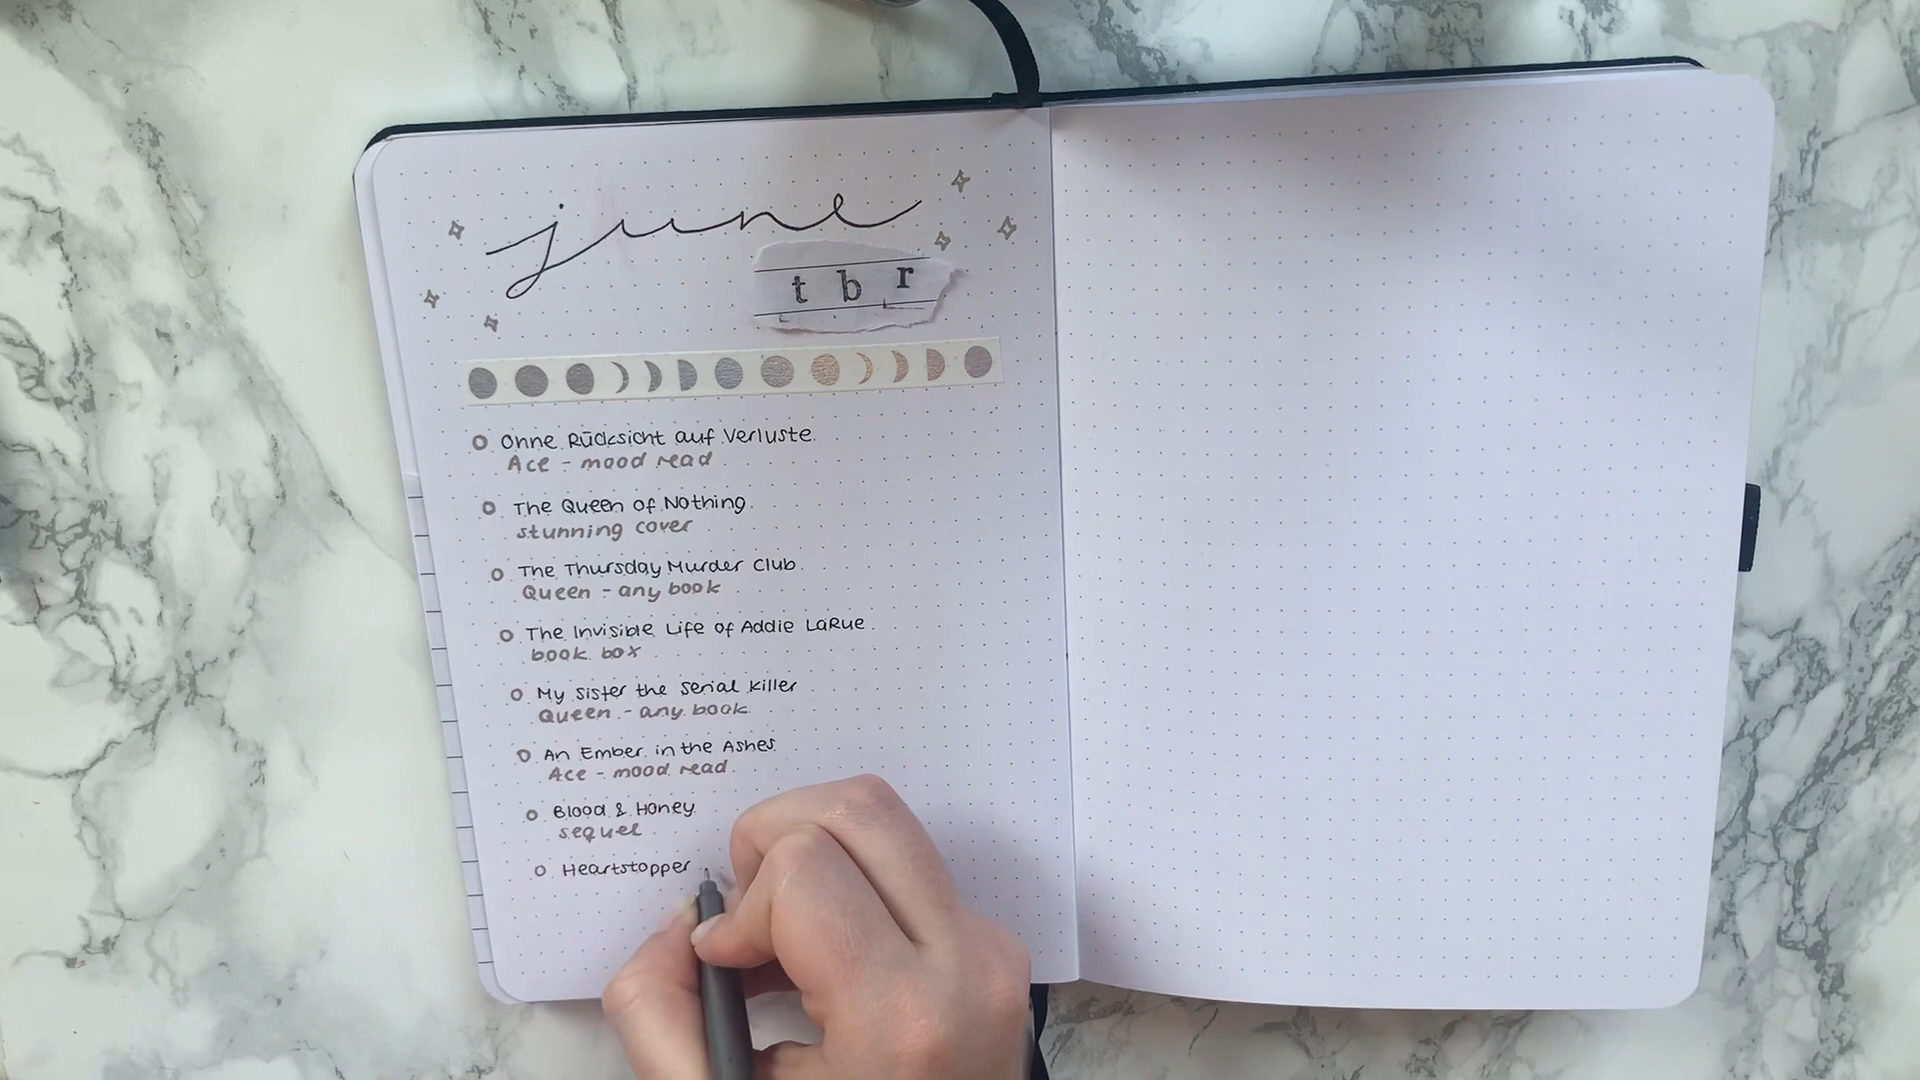 june
t b r
Ohne Rücksicht auf Verluste
Ace - mood read
The Queen of Nothing
stunning cover
The Thursday Murder Club
Queen - any book
The Invisible Life of Addie LaRue
book box
My Sister the Serial Killer
Queen - any book
An Ember in the Ashes
Ace - mood read
Blood & Honey
sequel
Heartstopper